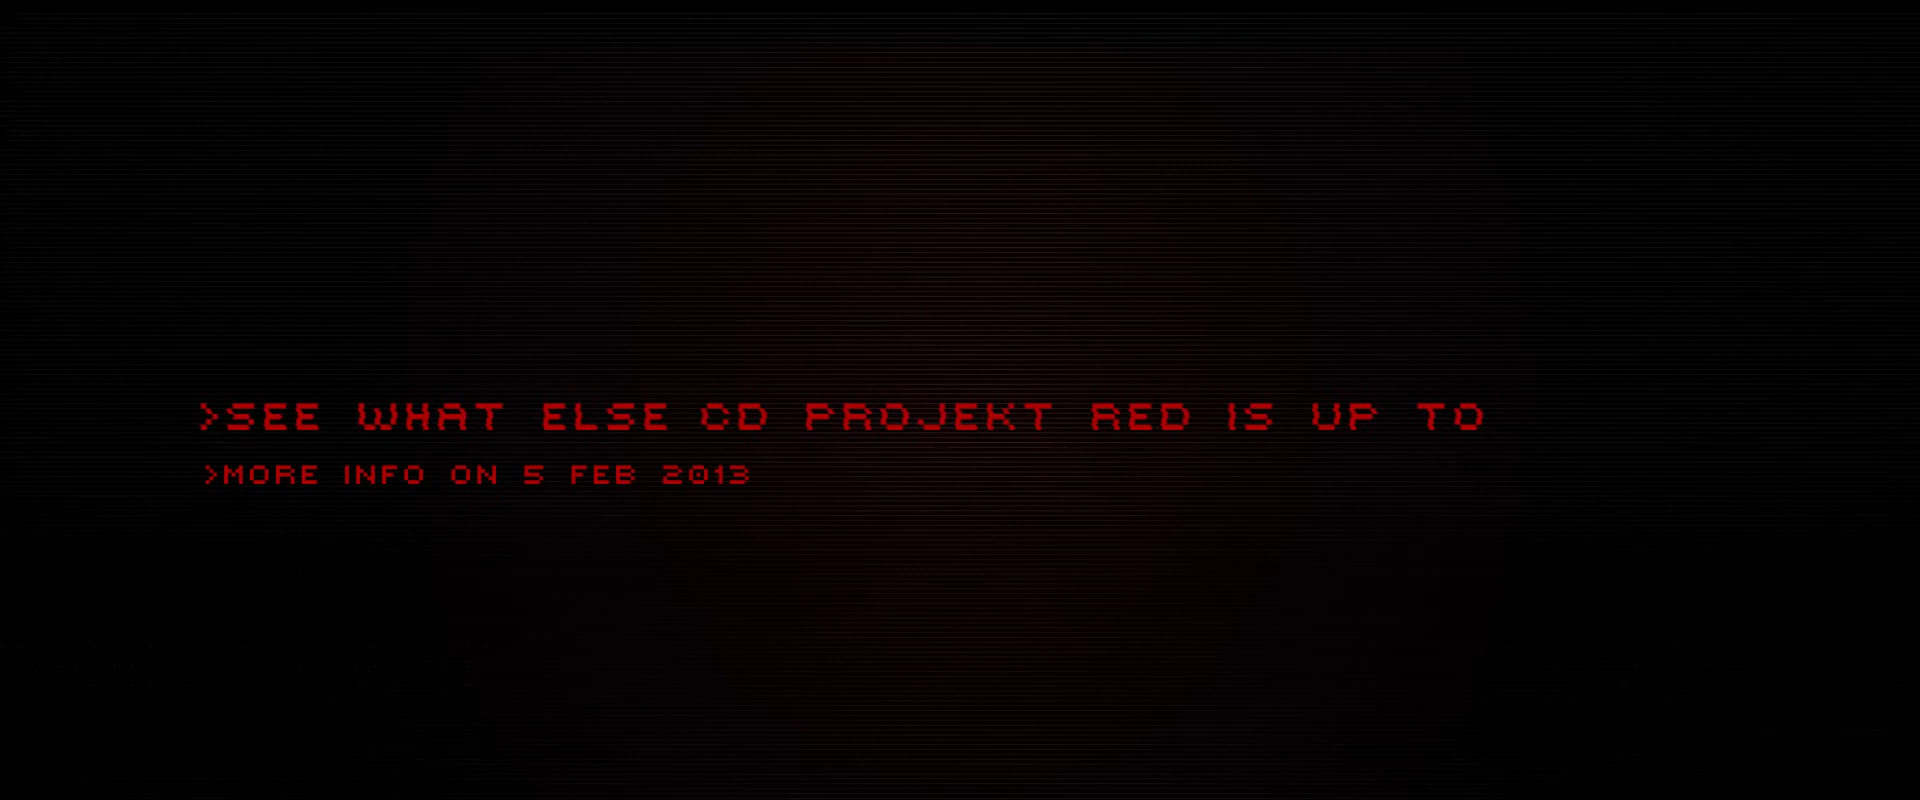 >SEE WHAT ELSE CD PROJEKT RED IS UP TO
>MORE INFO ON 5 FEB 2013